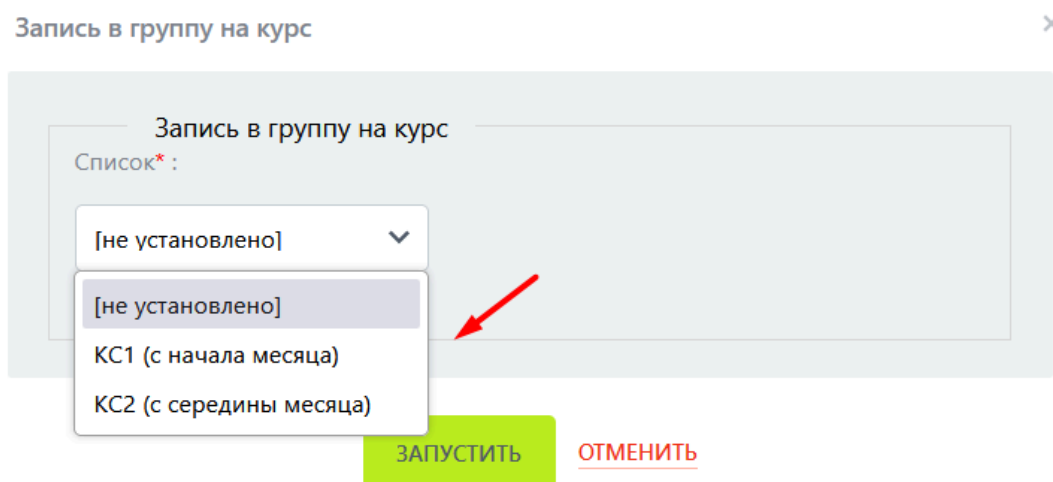 Запись в группу на курс
Запись в группу на курс
Список* :
[не установлено]
[не установлено]
КС1 (с начала месяца)
КС2 (с середины месяца)
ЗАПУСТИТЬ ОТМЕНИТЬ